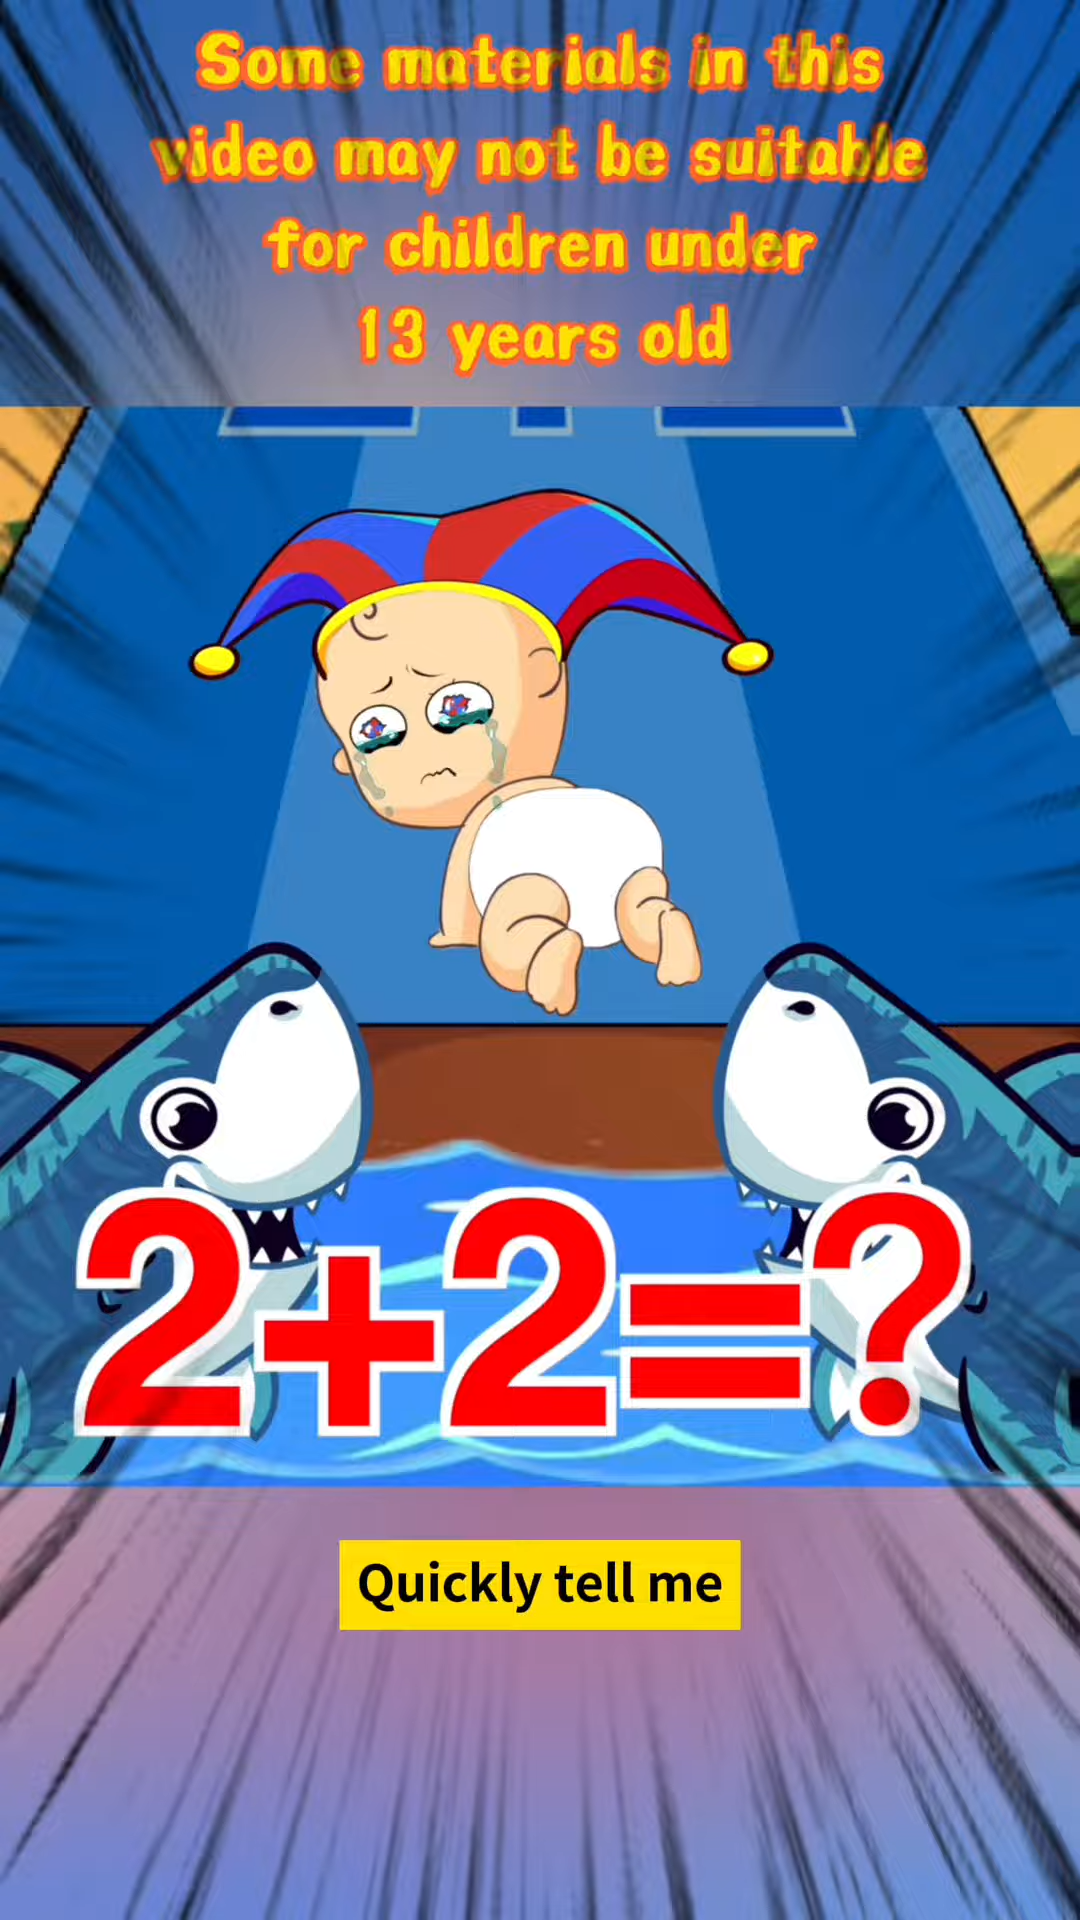 Some materials in this
video may not be suitable
for children under
13 years old
2+2=?
Quickly tell me